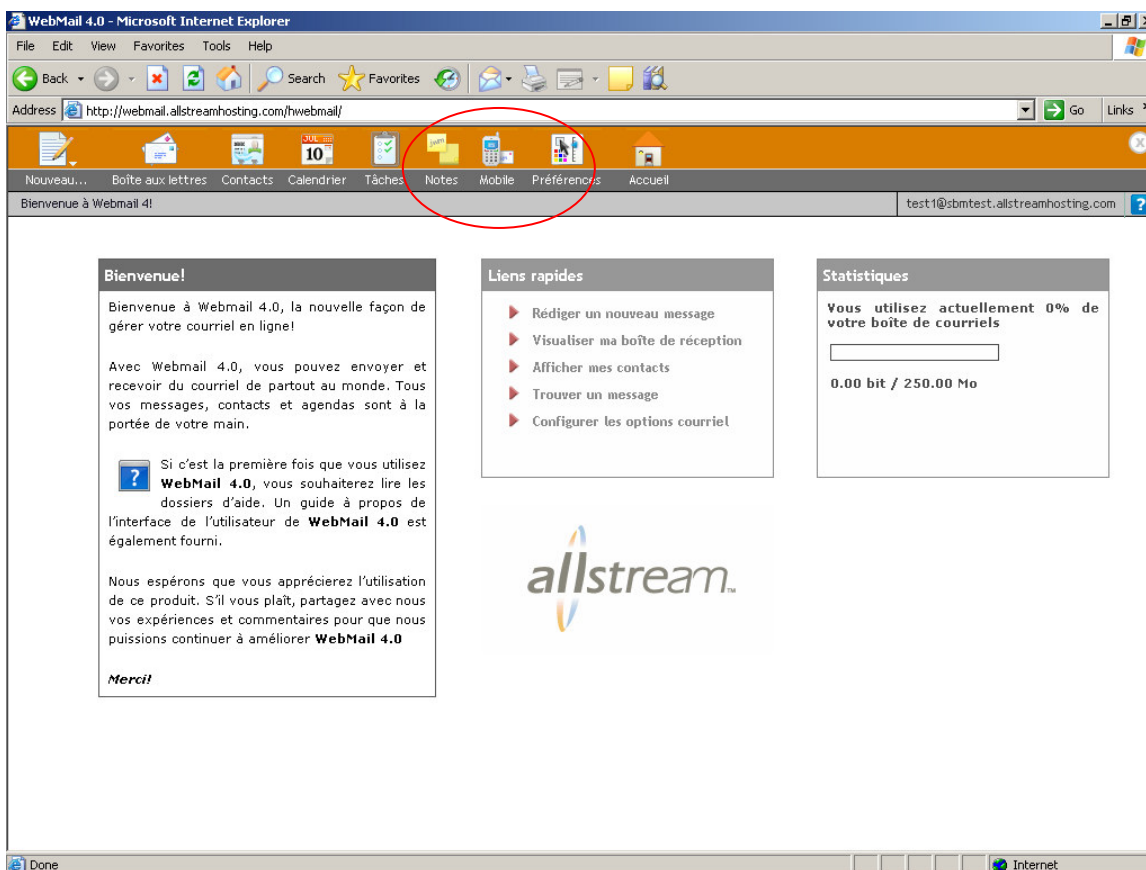 WebMail 4.0 - Microsoft Internet Explorer
File Edit View Favorites Tools Help
Back Search Favorites
Address http://webmail.allstreamhosting.com/hwebmail/ Go Links
JUL
10
Nouveau... Boîte aux lettres Contacts Calendrier Tâches Notes Mobile Préférences Accueil
Bienvenue à Webmail 4! test1@sbmtest.allstreamhosting.com ?
Bienvenue!
Bienvenue à Webmail 4.0, la nouvelle façon de
gérer votre courriel en ligne!
Avec Webmail 4.0, vous pouvez envoyer et
recevoir du courriel de partout au monde. Tous
vos messages, contacts et agendas sont à la
portée de votre main.
? Si c'est la première fois que vous utilisez
WebMail 4.0, vous souhaiterez lire les
dossiers d'aide. Un guide à propos de
l'interface de l'utilisateur de WebMail 4.0 est
également fourni.
Nous espérons que vous apprécierez l'utilisation
de ce produit. S'il vous plaît, partagez avec nous
vos expériences et commentaires pour que nous
puissions continuer à améliorer WebMail 4.0
Merci!
Liens rapides
Rédiger un nouveau message
Visualiser ma boîte de réception
Afficher mes contacts
Trouver un message
Configurer les options courriel
allstream™
Statistiques
Vous utilisez actuellement 0% de
votre boîte de courriels
0.00 bit / 250.00 Mo
Done Internet